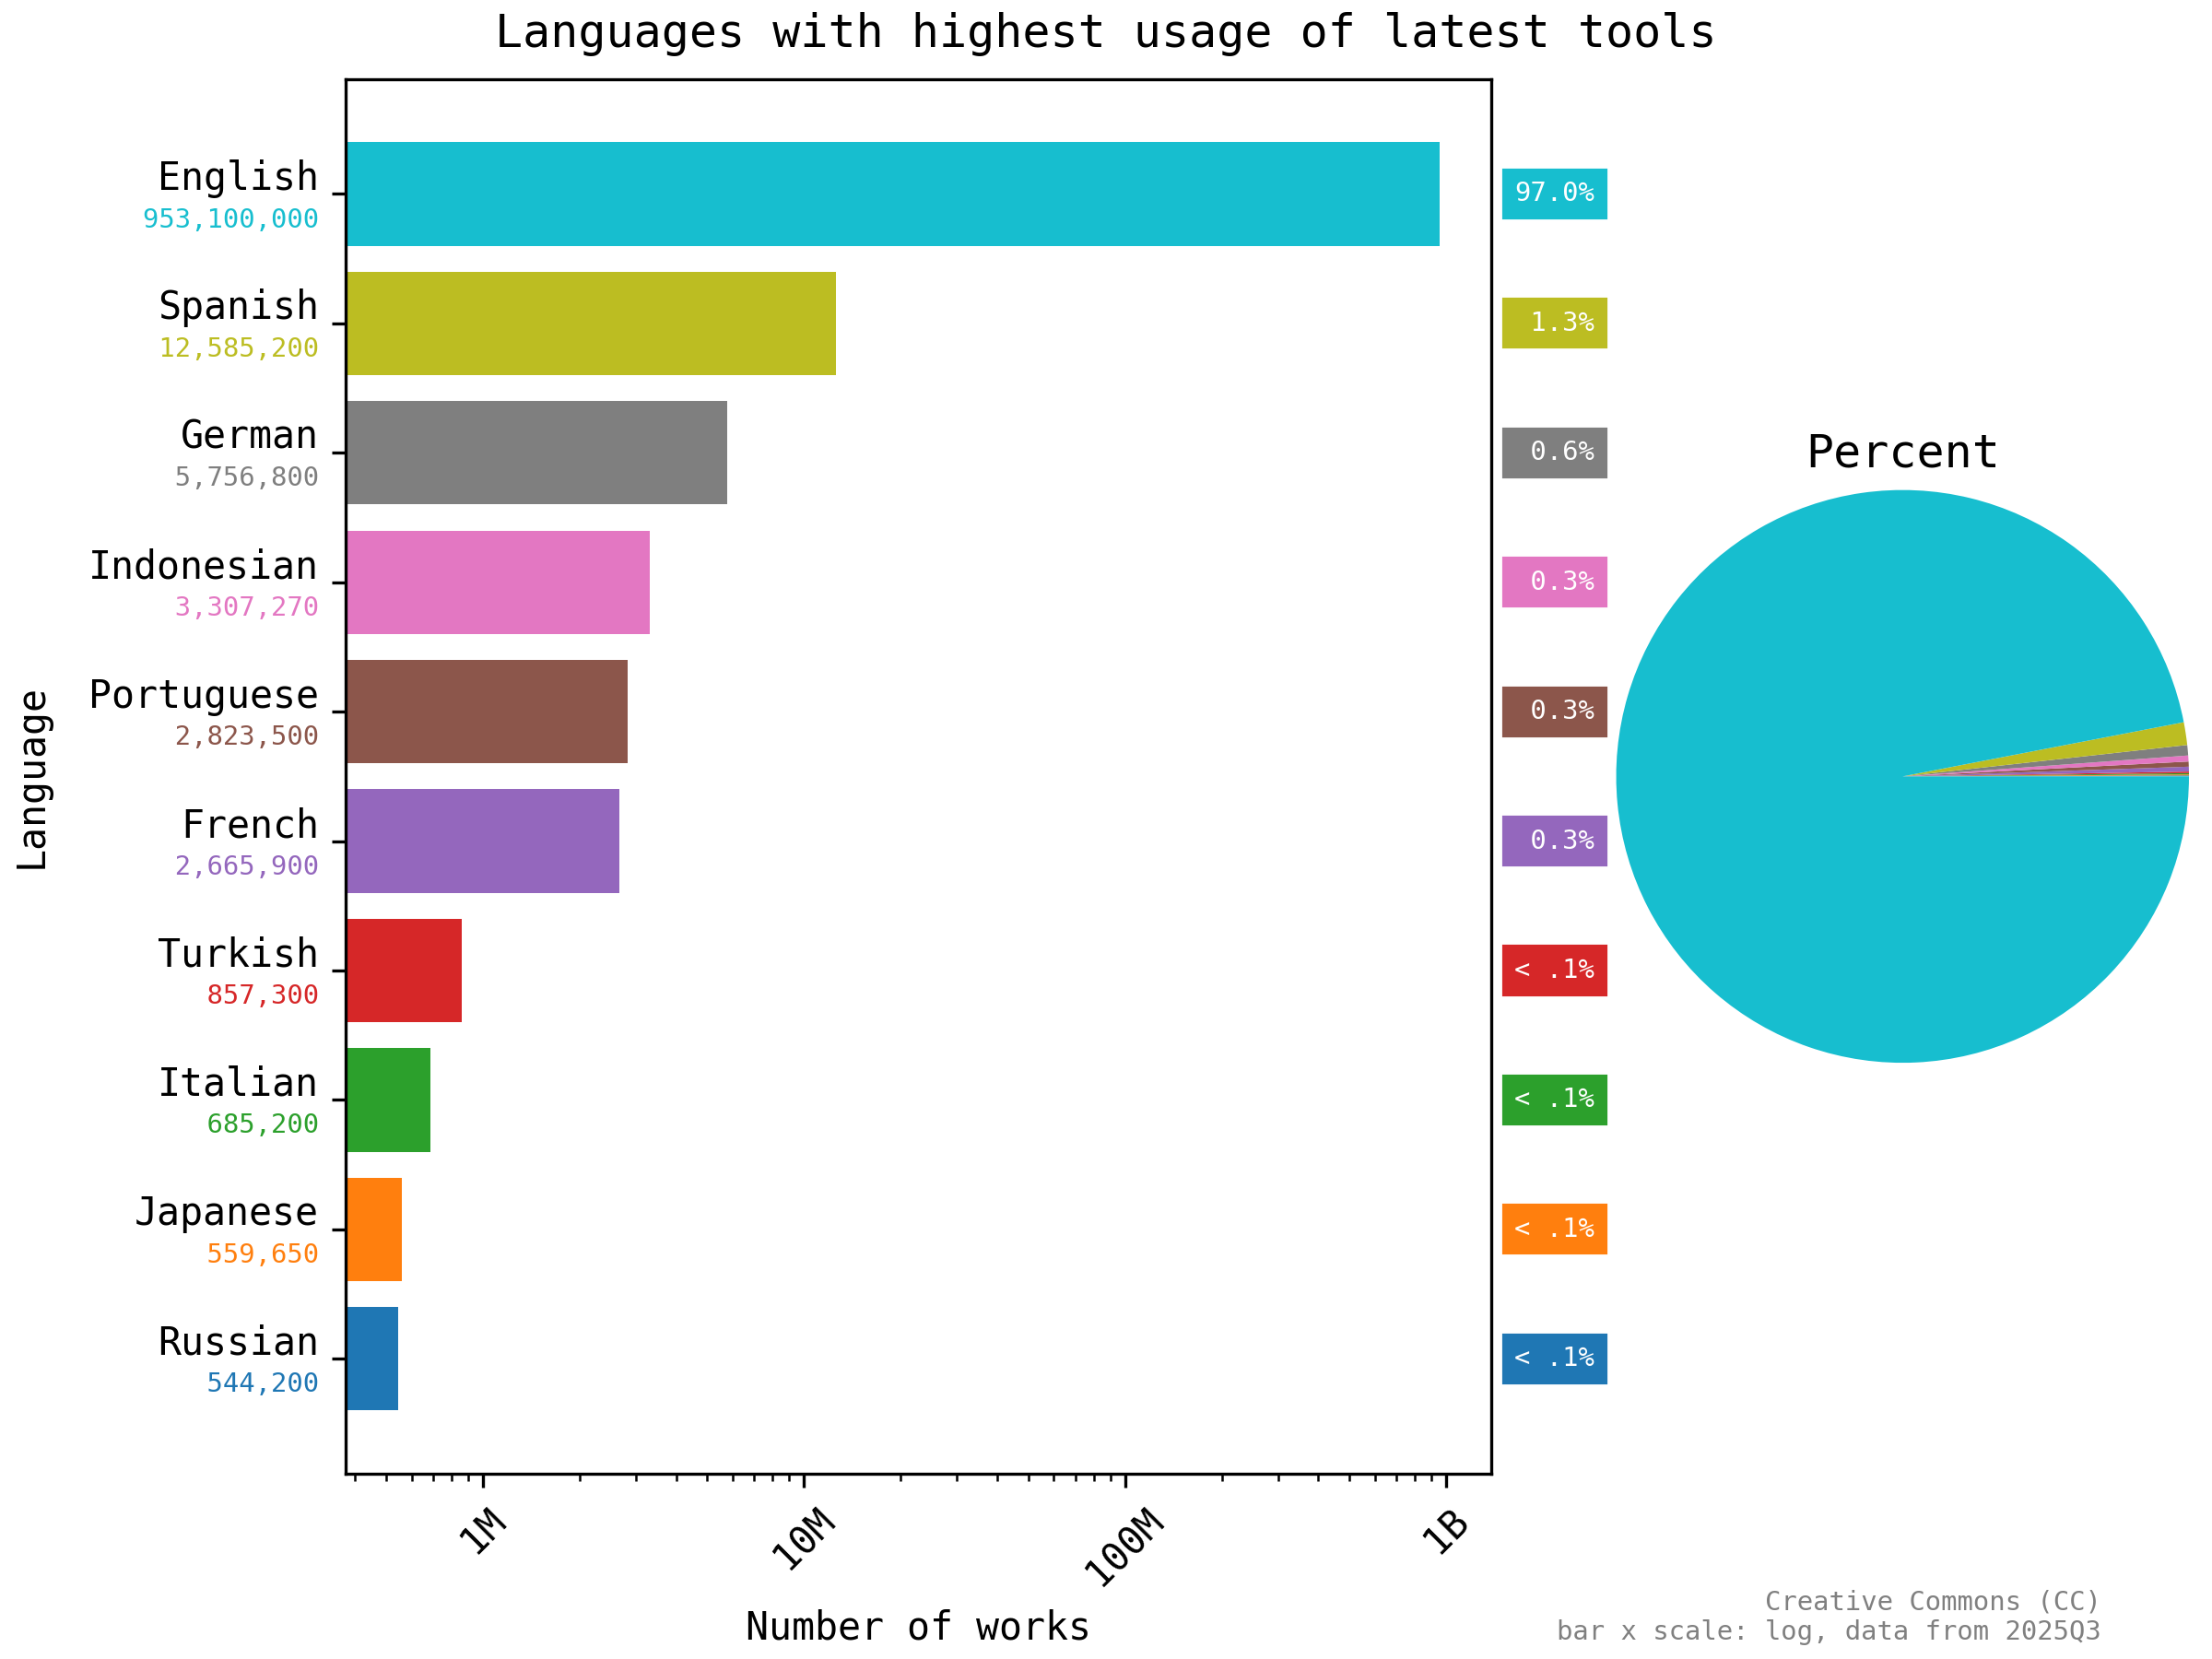 Languages with highest usage of latest tools
Language
English
953,100,000
97.0%
Spanish
12,585,200
1.3%
German
5,756,800
0.6%
Indonesian
3,307,270
0.3%
Portuguese
2,823,500
0.3%
French
2,665,900
0.3%
Turkish
857,300
< .1%
Italian
685,200
< .1%
Japanese
559,650
< .1%
Russian
544,200
< .1%
1M
10M
100M
1B
Number of works
Percent
Creative Commons (CC)
bar x scale: log, data from 2025Q3